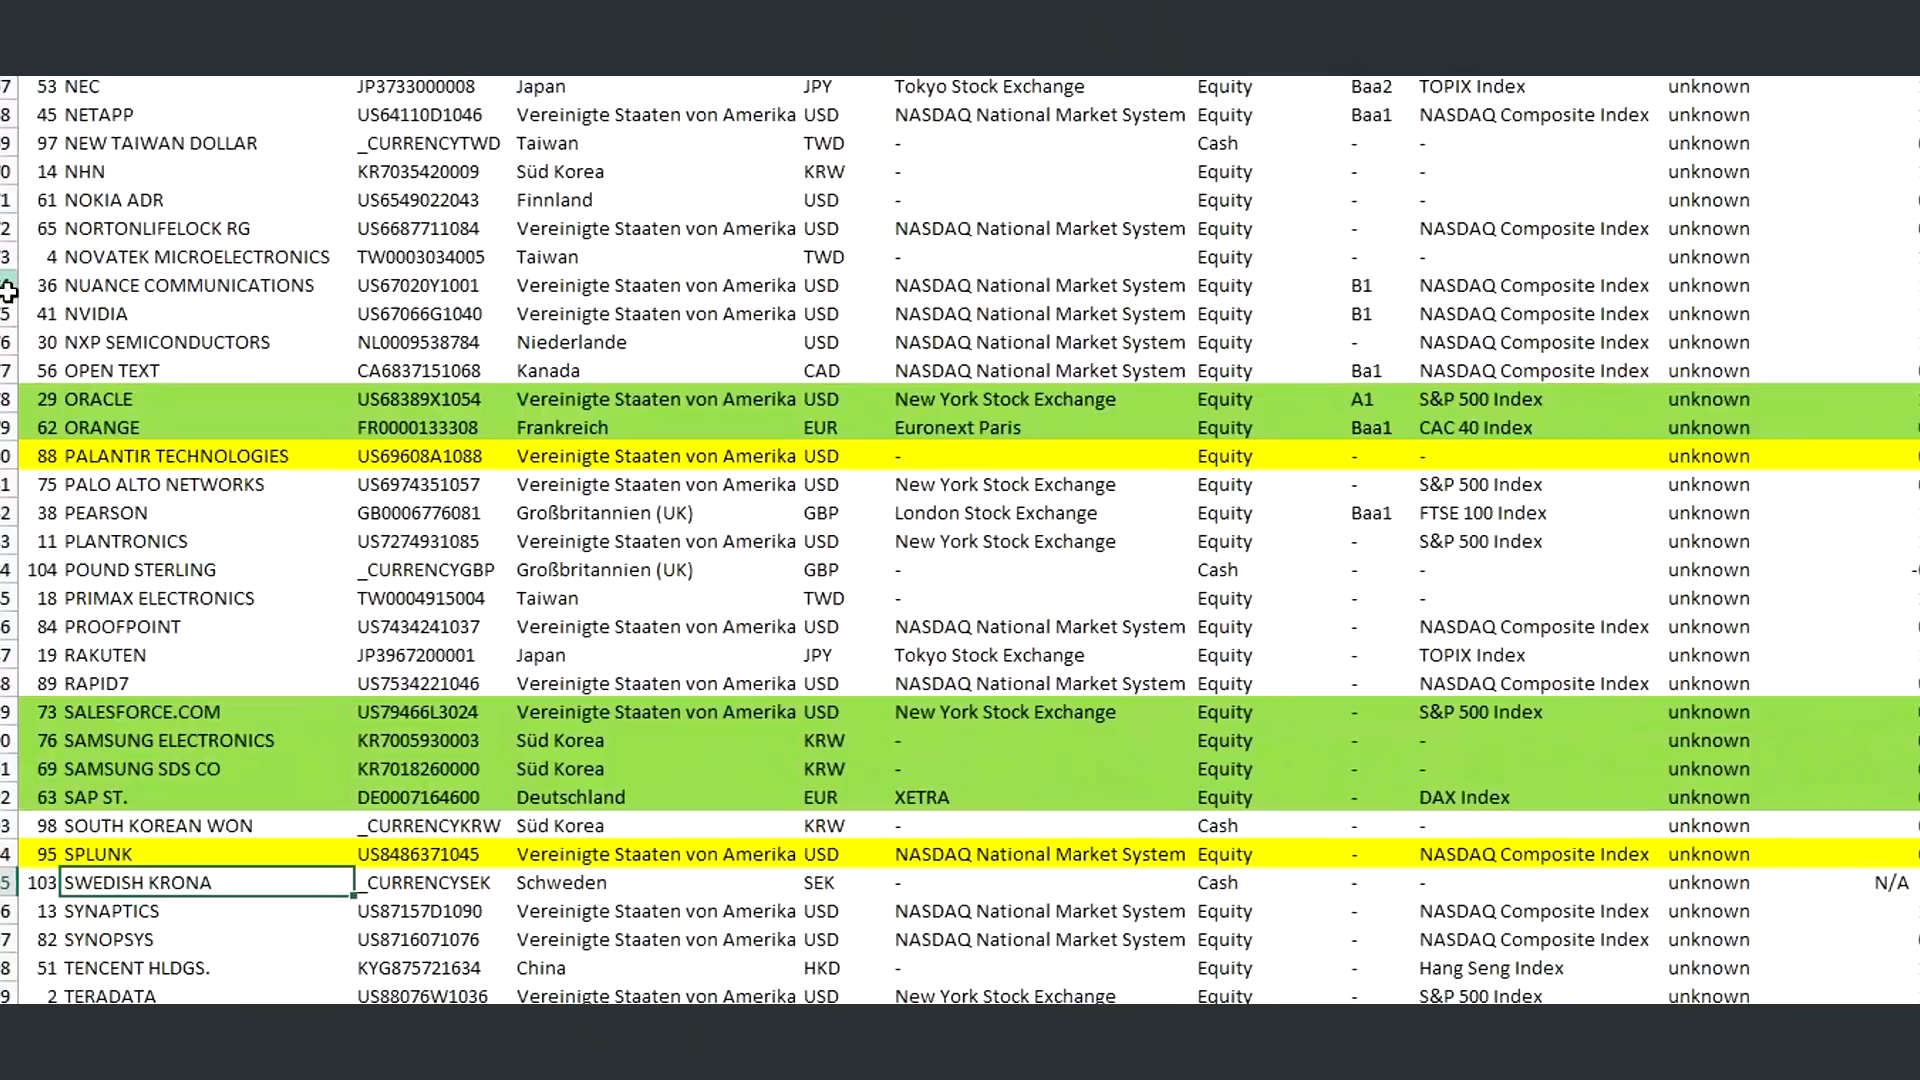 7 53 NEC JP3733000008 Japan JPY Tokyo Stock Exchange Equity Baa2 TOPIX Index unknown
8 45 NETAPP US64110D1046 Vereinigte Staaten von Amerika USD NASDAQ National Market System Equity Baa1 NASDAQ Composite Index unknown
9 97 NEW TAIWAN DOLLAR _CURRENCYTWD Taiwan TWD - Cash - - unknown
0 14 NHN KR7035420009 Süd Korea KRW - Equity - - unknown
1 61 NOKIA ADR US6549022043 Finnland USD - Equity - - unknown
2 65 NORTONLIFELOCK RG US6687711084 Vereinigte Staaten von Amerika USD NASDAQ National Market System Equity - NASDAQ Composite Index unknown
3 4 NOVATEK MICROELECTRONICS TW0003034005 Taiwan TWD - Equity - - unknown
36 NUANCE COMMUNICATIONS US67020Y1001 Vereinigte Staaten von Amerika USD NASDAQ National Market System Equity B1 NASDAQ Composite Index unknown
5 41 NVIDIA US67066G1040 Vereinigte Staaten von Amerika USD NASDAQ National Market System Equity B1 NASDAQ Composite Index unknown
6 30 NXP SEMICONDUCTORS NL0009538784 Niederlande USD NASDAQ National Market System Equity - NASDAQ Composite Index unknown
7 56 OPEN TEXT CA6837151068 Kanada CAD NASDAQ National Market System Equity Ba1 NASDAQ Composite Index unknown
8 29 ORACLE US68389X1054 Vereinigte Staaten von Amerika USD New York Stock Exchange Equity A1 S&P 500 Index unknown
9 62 ORANGE FR0000133308 Frankreich EUR Euronext Paris Equity Baa1 CAC 40 Index unknown
0 88 PALANTIR TECHNOLOGIES US69608A1088 Vereinigte Staaten von Amerika USD - Equity - - unknown
1 75 PALO ALTO NETWORKS US6974351057 Vereinigte Staaten von Amerika USD New York Stock Exchange Equity - S&P 500 Index unknown
2 38 PEARSON GB0006776081 Großbritannien (UK) GBP London Stock Exchange Equity Baa1 FTSE 100 Index unknown
3 11 PLANTRONICS US7274931085 Vereinigte Staaten von Amerika USD New York Stock Exchange Equity - S&P 500 Index unknown
4 104 POUND STERLING _CURRENCYGBP Großbritannien (UK) GBP - Cash - - unknown
5 18 PRIMAX ELECTRONICS TW0004915004 Taiwan TWD - Equity - - unknown
6 84 PROOFPOINT US7434241037 Vereinigte Staaten von Amerika USD NASDAQ National Market System Equity - NASDAQ Composite Index unknown
7 19 RAKUTEN JP3967200001 Japan JPY Tokyo Stock Exchange Equity - TOPIX Index unknown
8 89 RAPID7 US7534221046 Vereinigte Staaten von Amerika USD NASDAQ National Market System Equity - NASDAQ Composite Index unknown
9 73 SALESFORCE.COM US79466L3024 Vereinigte Staaten von Amerika USD New York Stock Exchange Equity - S&P 500 Index unknown
0 76 SAMSUNG ELECTRONICS KR7005930003 Süd Korea KRW - Equity - - unknown
1 69 SAMSUNG SDS CO KR7018260000 Süd Korea KRW - Equity - - unknown
2 63 SAP ST. DE0007164600 Deutschland EUR XETRA Equity - DAX Index unknown
3 98 SOUTH KOREAN WON _CURRENCYKRW Süd Korea KRW - Cash - - unknown
4 95 SPLUNK US8486371045 Vereinigte Staaten von Amerika USD NASDAQ National Market System Equity - NASDAQ Composite Index unknown
5 103 SWEDISH KRONA _CURRENCYSEK Schweden SEK - Cash - - unknown N/A
6 13 SYNAPTICS US87157D1090 Vereinigte Staaten von Amerika USD NASDAQ National Market System Equity - NASDAQ Composite Index unknown
7 82 SYNOPSYS US8716071076 Vereinigte Staaten von Amerika USD NASDAQ National Market System Equity - NASDAQ Composite Index unknown
8 51 TENCENT HLDGS. KYG875721634 China HKD - Equity - Hang Seng Index unknown
9 2 TERADATA US88076W1036 Vereinigte Staaten von Amerika USD New York Stock Exchange Equity - S&P 500 Index unknown